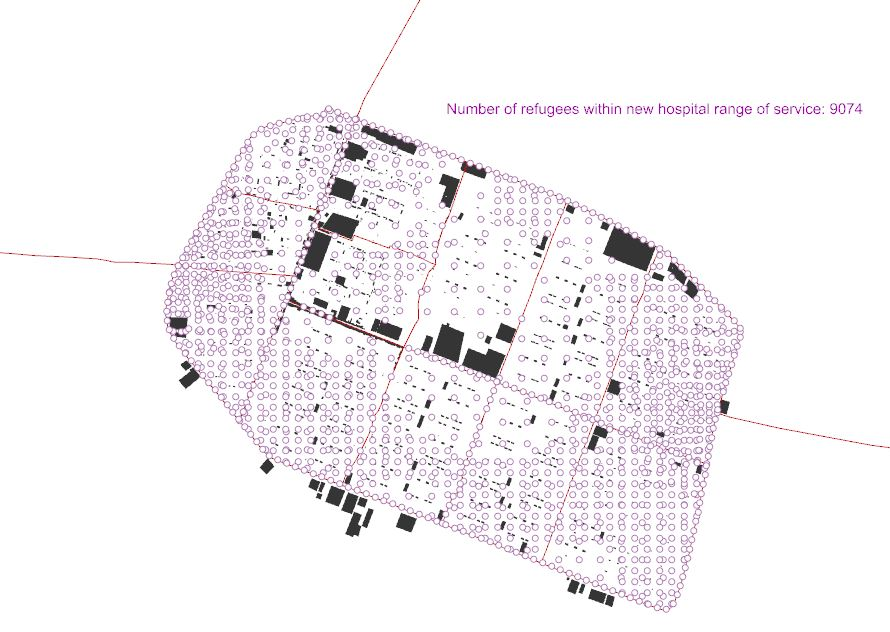 Number of refugees within new hospital range of service: 9074